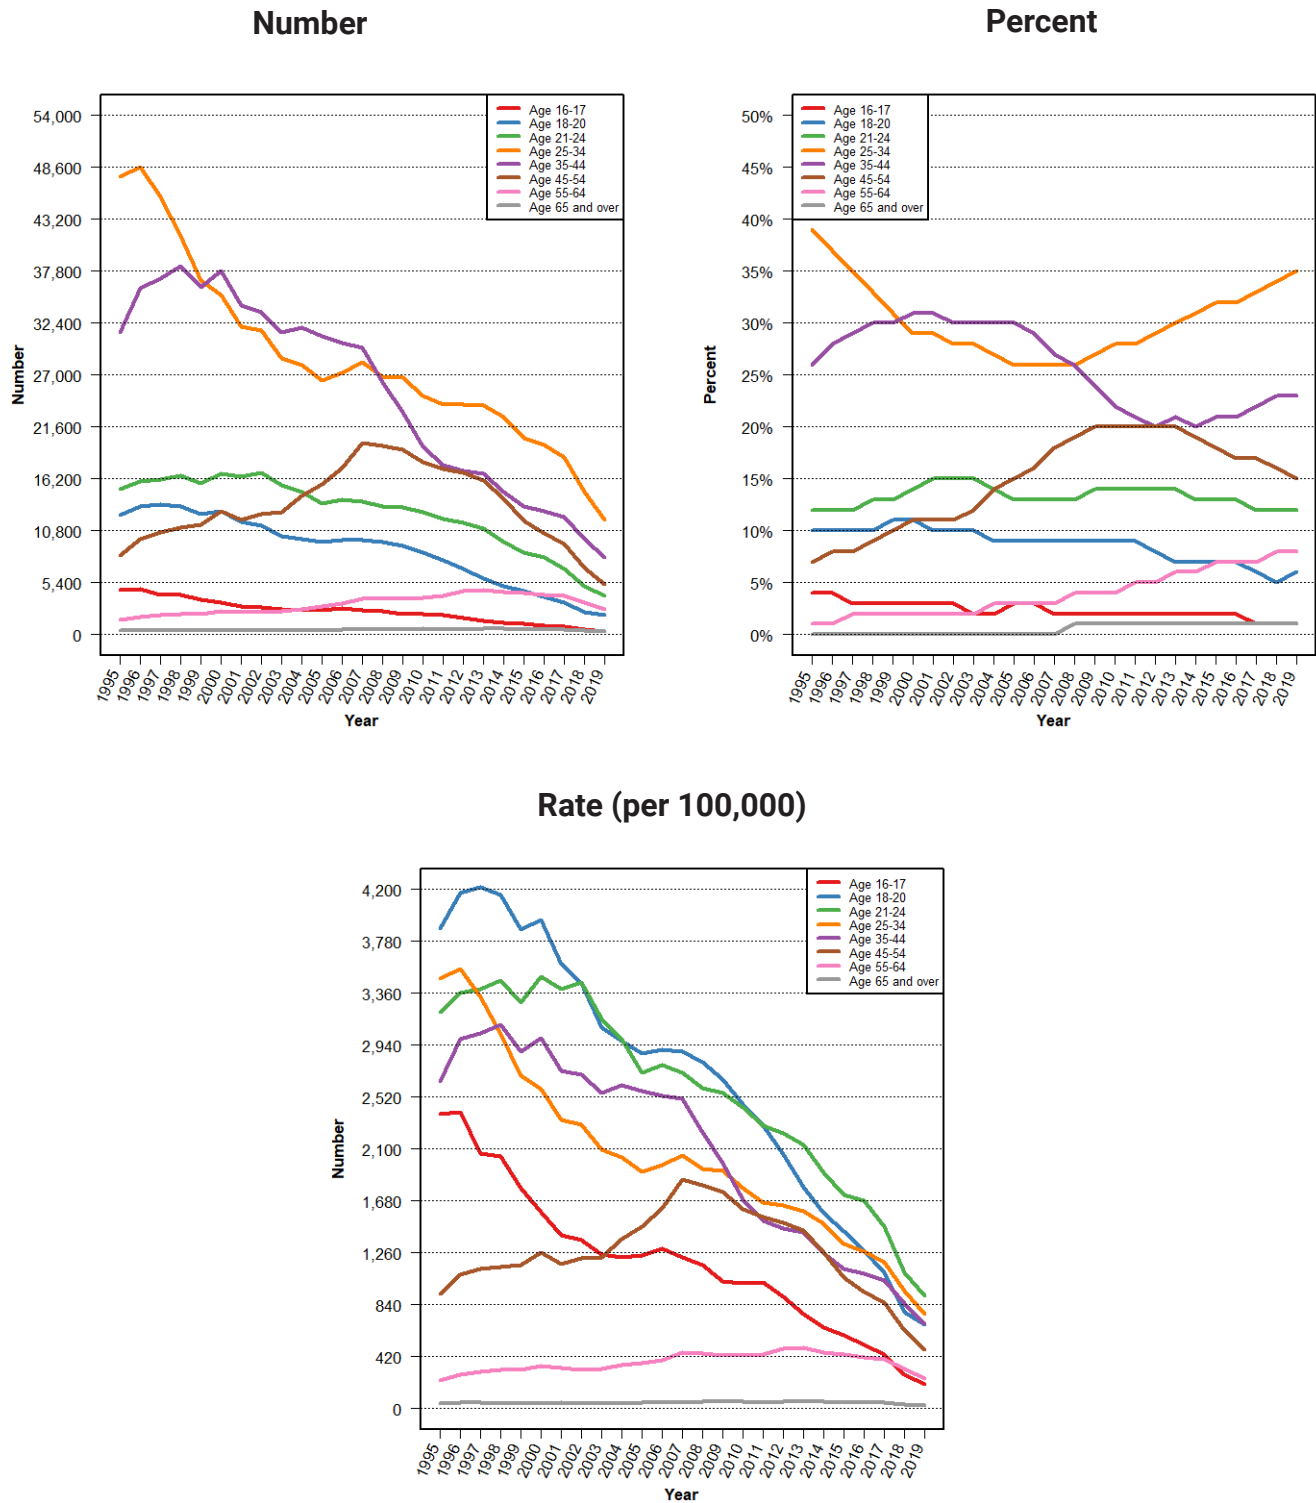 Number
Percent
54,000
48,600
43,200
37,800
32,400
27,000
21,600
16,200
10,800
5,400
0
Number
Age 16-17
Age 18-20
Age 21-24
Age 25-34
Age 35-44
Age 45-54
Age 55-64
Age 65 and over
1995 1996 1997 1998 1999 2000 2001 2002 2003 2004 2005 2006 2007 2008 2009 2010 2011 2012 2013 2014 2015 2016 2017 2018 2019
Year
50%
45%
40%
35%
30%
25%
20%
15%
10%
5%
0%
Percent
Age 16-17
Age 18-20
Age 21-24
Age 25-34
Age 35-44
Age 45-54
Age 55-64
Age 65 and over
1995 1996 1997 1998 1999 2000 2001 2002 2003 2004 2005 2006 2007 2008 2009 2010 2011 2012 2013 2014 2015 2016 2017 2018 2019
Year
Rate (per 100,000)
4,200
3,780
3,360
2,940
2,520
2,100
1,680
1,260
840
420
0
Number
Age 16-17
Age 18-20
Age 21-24
Age 25-34
Age 35-44
Age 45-54
Age 55-64
Age 65 and over
1995 1996 1997 1998 1999 2000 2001 2002 2003 2004 2005 2006 2007 2008 2009 2010 2011 2012 2013 2014 2015 2016 2017 2018 2019
Year